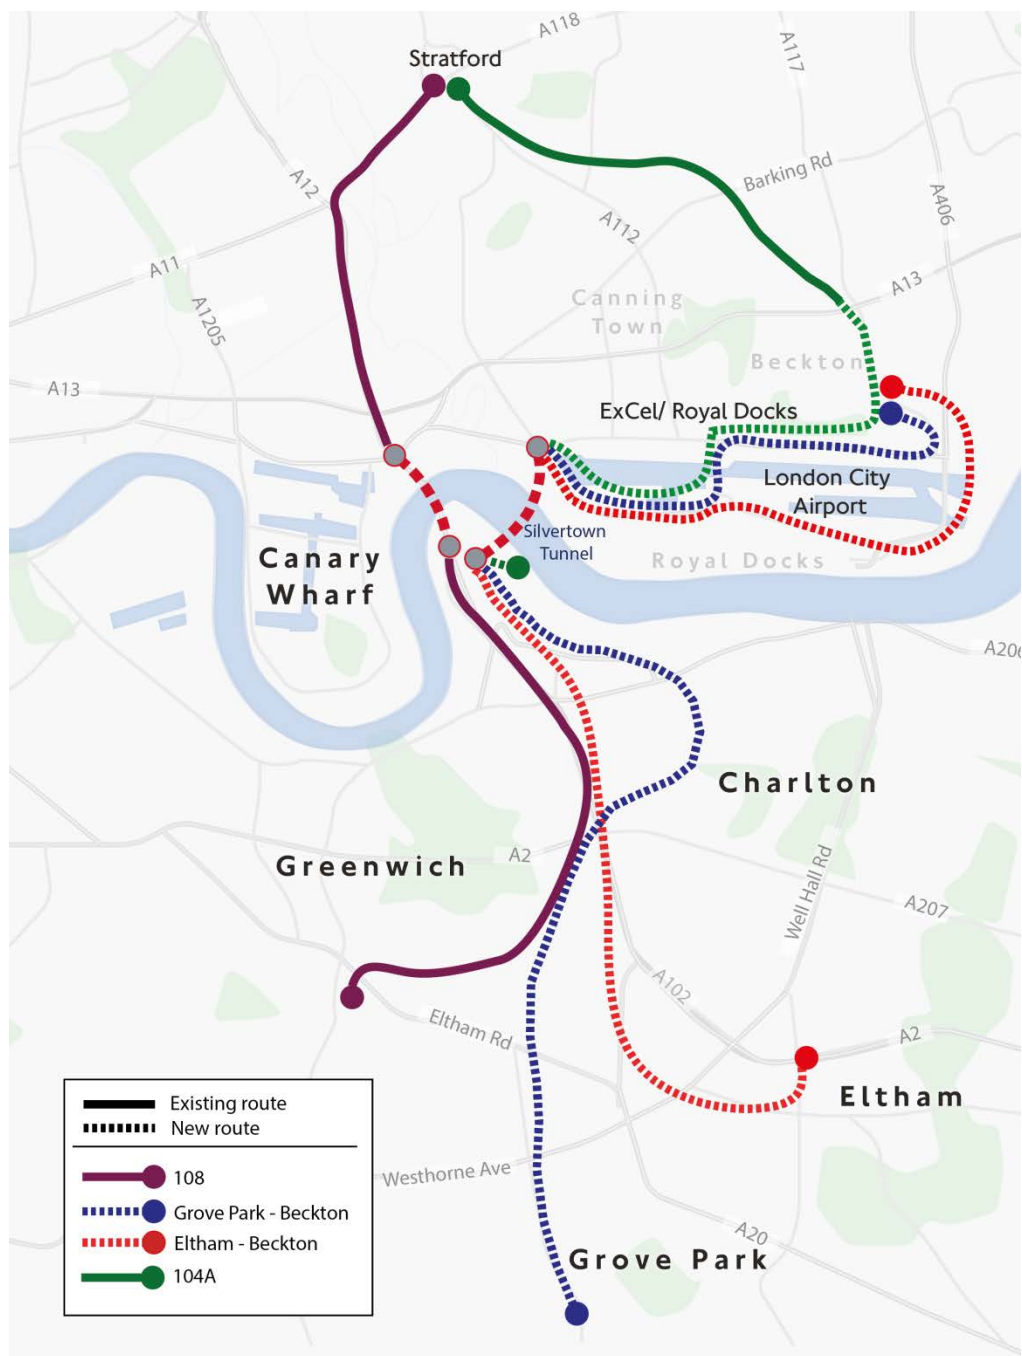 A118
Stratford
A117
Barking Rd
A12
A406
A112
A11
A13
Canning
Town
A1205
Beckton
A13
ExCel/ Royal Docks
London City
Airport
Silvertown
Tunnel
Canary
Wharf
Royal Docks
A206
Charlton
Greenwich
A2
Well Hall Rd
A207
A102
Eltham Rd
A2
Eltham
Existing route
New route
Westhorne Ave
108
Grove Park - Beckton
A20
Eltham - Beckton
Grove Park
104A